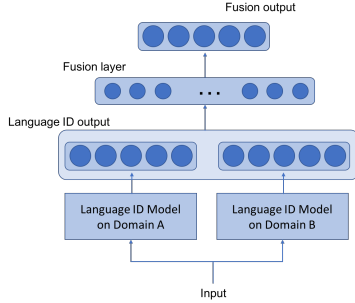 Fusion output
Fusion layer
...
Language ID output
Language ID Model
on Domain A
Language ID Model
on Domain B
Input